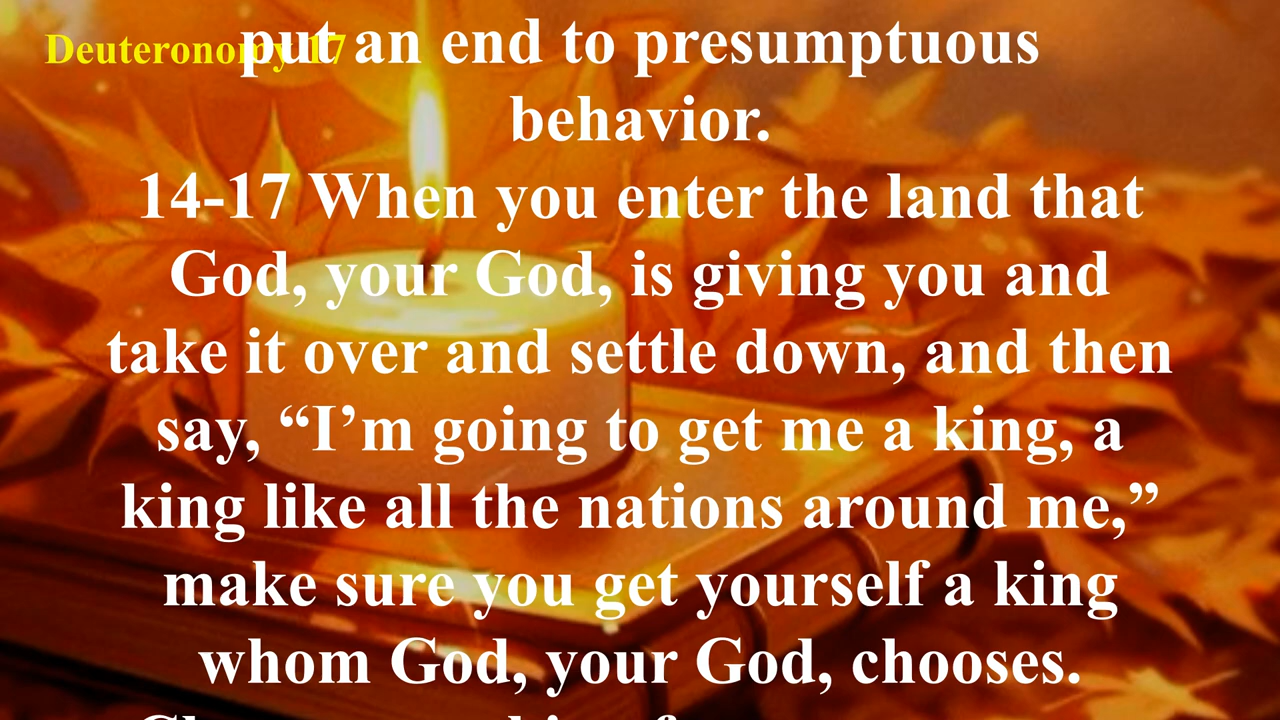 Deuteronomy 17
put an end to presumptuous
behavior.
14-17 When you enter the land that
God, your God, is giving you and
take it over and settle down, and then
say, “I’m going to get me a king, a
king like all the nations around me,”
make sure you get yourself a king
whom God, your God, chooses.